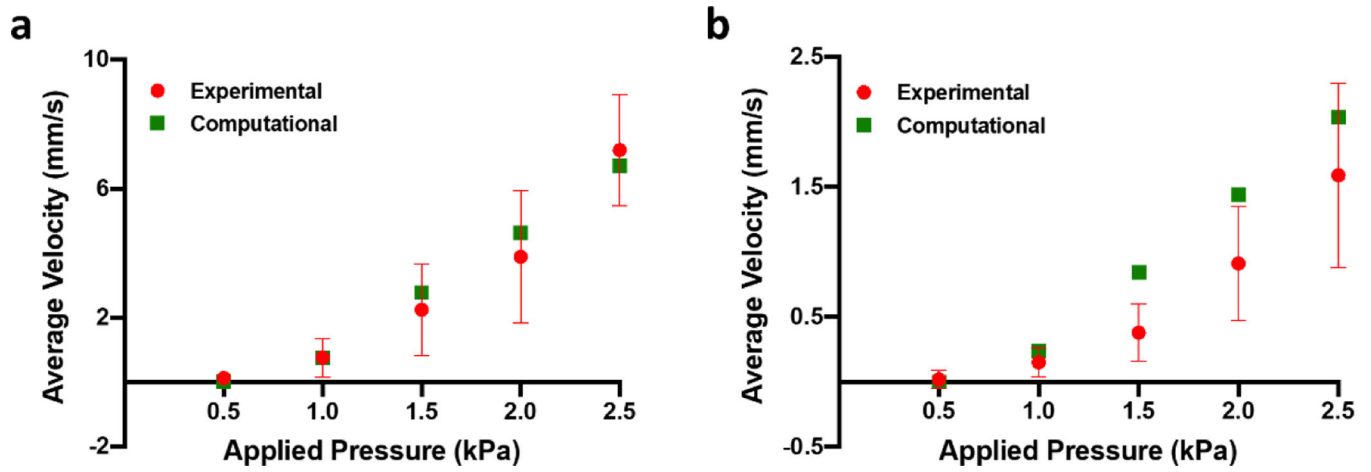 a
10
Experimental
Computational
6
2
-2
Average Velocity (mm/s)
0.5 1.0 1.5 2.0 2.5
Applied Pressure (kPa)
b
2.5
Experimental
Computational
1.5
0.5
-0.5
Average Velocity (mm/s)
0.5 1.0 1.5 2.0 2.5
Applied Pressure (kPa)